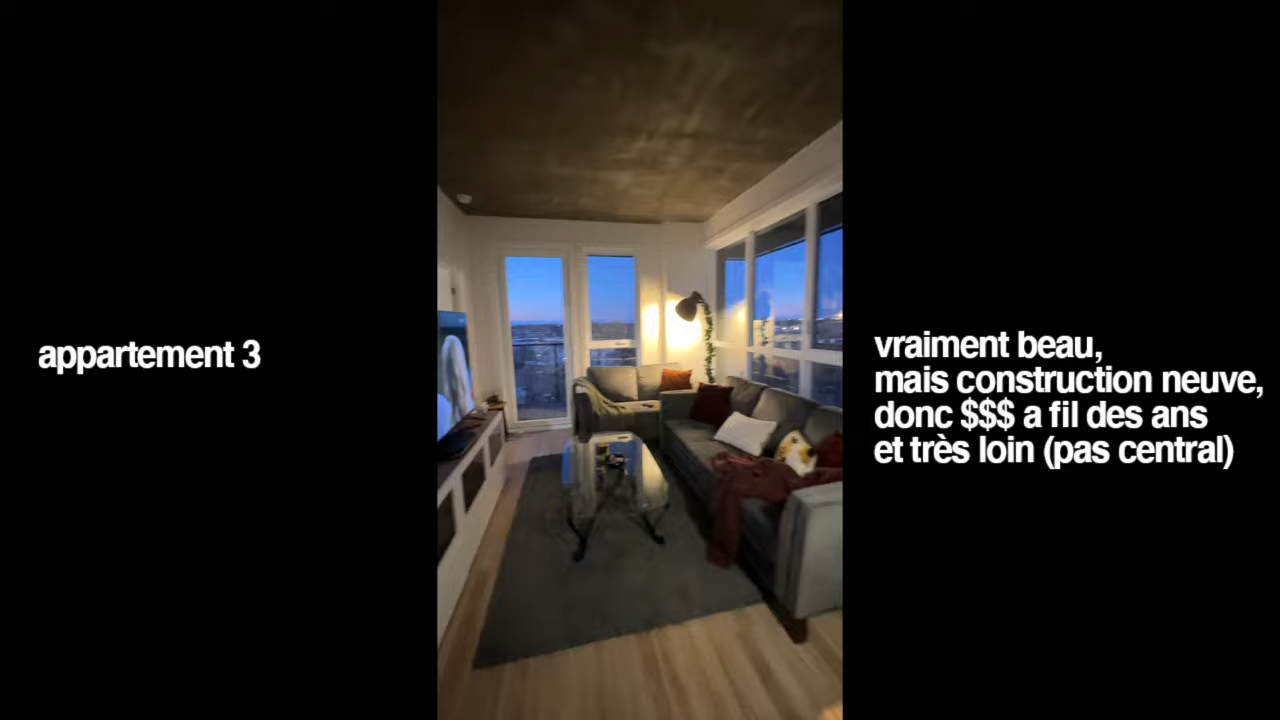 appartement 3
vraiment beau,
mais construction neuve,
donc $$$ a fil des ans
et très loin (pas central)